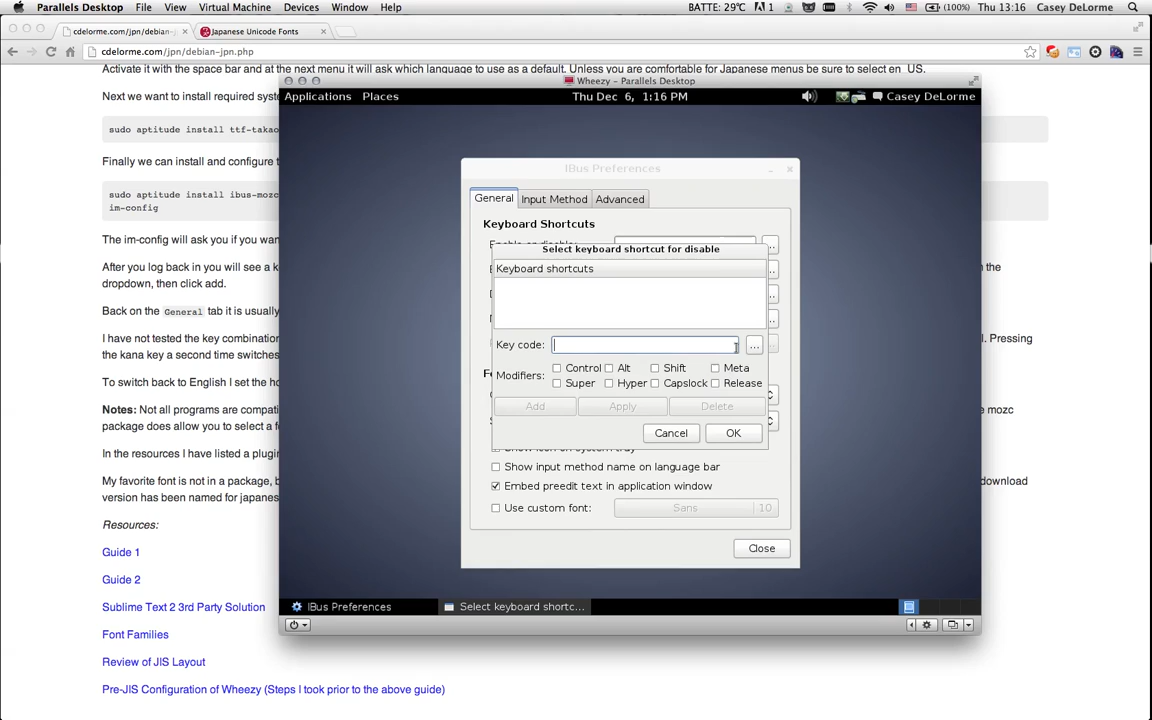 Parallels Desktop File View Virtual Machine Devices Window Help BATTE: 29°C 1 (100%) Thu 13:16 Casey DeLorme
cdelorme.com/jpn/debian- Japanese Unicode Fonts
cdelorme.com/jpn/debian-jpn.php
Activate it with the space bar and at the next menu it will ask which language to use as a default. Unless you are comfortable for Japanese menus be sure to select en_US.
Wheezy - Parallels Desktop
Applications Places Thu Dec 6, 1:16 PM Casey DeLorme
Next we want to install required syste
sudo aptitude install ttf-takao
Finally we can install and configure t
sudo aptitude install ibus-mozc
im-config
The im-config will ask you if you wan
After you log back in you will see a k n the
dropdown, then click add.
Back on the General tab it is usually
I have not tested the key combination l. Pressing
the kana key a second time switches
To switch back to English I set the ho
Notes: Not all programs are compati mozc
package does allow you to select a fo
In the resources I have listed a plugin
My favorite font is not in a package, b download
version has been named for japanes
Resources:
Guide 1
Guide 2
Sublime Text 2 3rd Party Solution
Font Families
Review of JIS Layout
Pre-JIS Configuration of Wheezy (Steps I took prior to the above guide)
IBus Preferences
General Input Method Advanced
Keyboard Shortcuts
Select keyboard shortcut for disable
Keyboard shortcuts
Key code: ...
Modifiers: Control Alt Shift Meta
Super Hyper Capslock Release
Add Apply Delete
Cancel OK
Show input method name on language bar
Embed preedit text in application window
Use custom font: Sans 10
Close
IBus Preferences Select keyboard shortc...